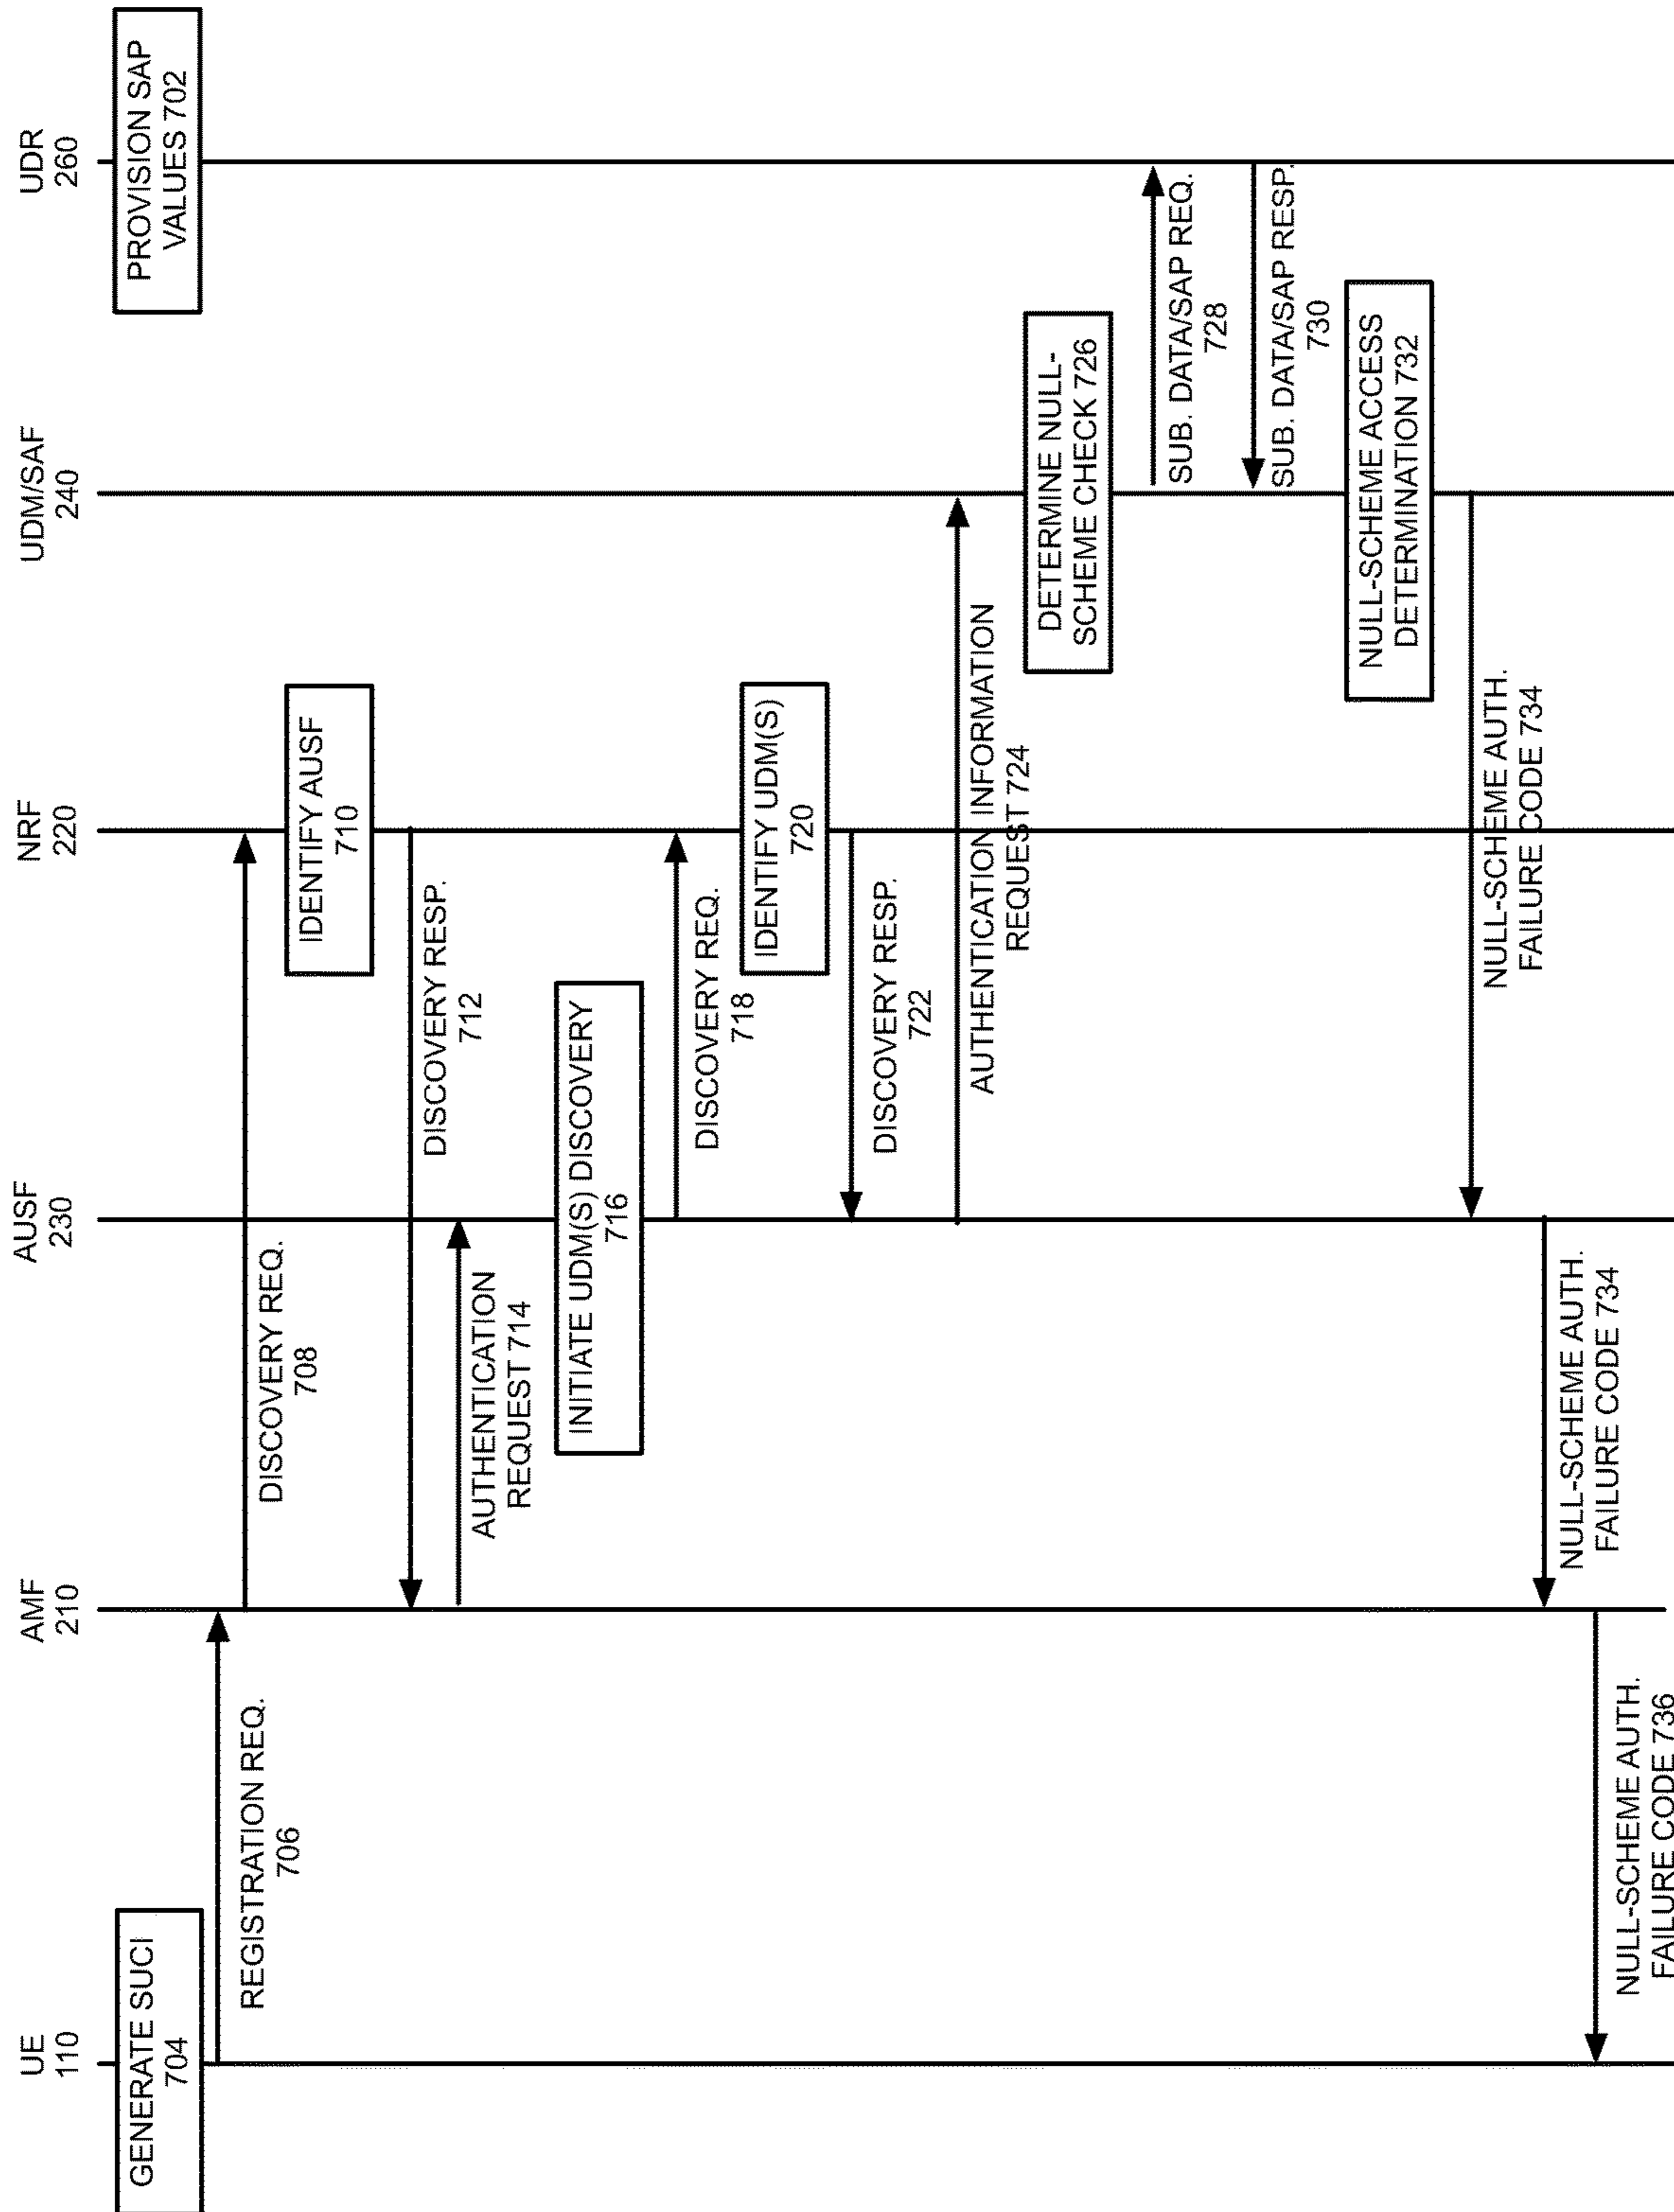 UE
110
AMF
210
AUSF
230
NRF
220
UDM/SAF
240
UDR
260
PROVISION SAP
VALUES 702
GENERATE SUCI
704
REGISTRATION REQ.
706
DISCOVERY REQ.
708
IDENTIFY AUSF
710
DISCOVERY RESP.
712
AUTHENTICATION
REQUEST 714
INITIATE UDM(S) DISCOVERY
716
DISCOVERY REQ.
718
IDENTIFY UDM(S)
720
DISCOVERY RESP.
722
AUTHENTICATION INFORMATION
REQUEST 724
DETERMINE NULL-
SCHEME CHECK 726
SUB. DATA/SAP REQ.
728
SUB. DATA/SAP RESP.
730
NULL-SCHEME ACCESS
DETERMINATION 732
NULL-SCHEME AUTH.
FAILURE CODE 734
NULL-SCHEME AUTH.
FAILURE CODE 734
NULL-SCHEME AUTH.
FAILURE CODE 736